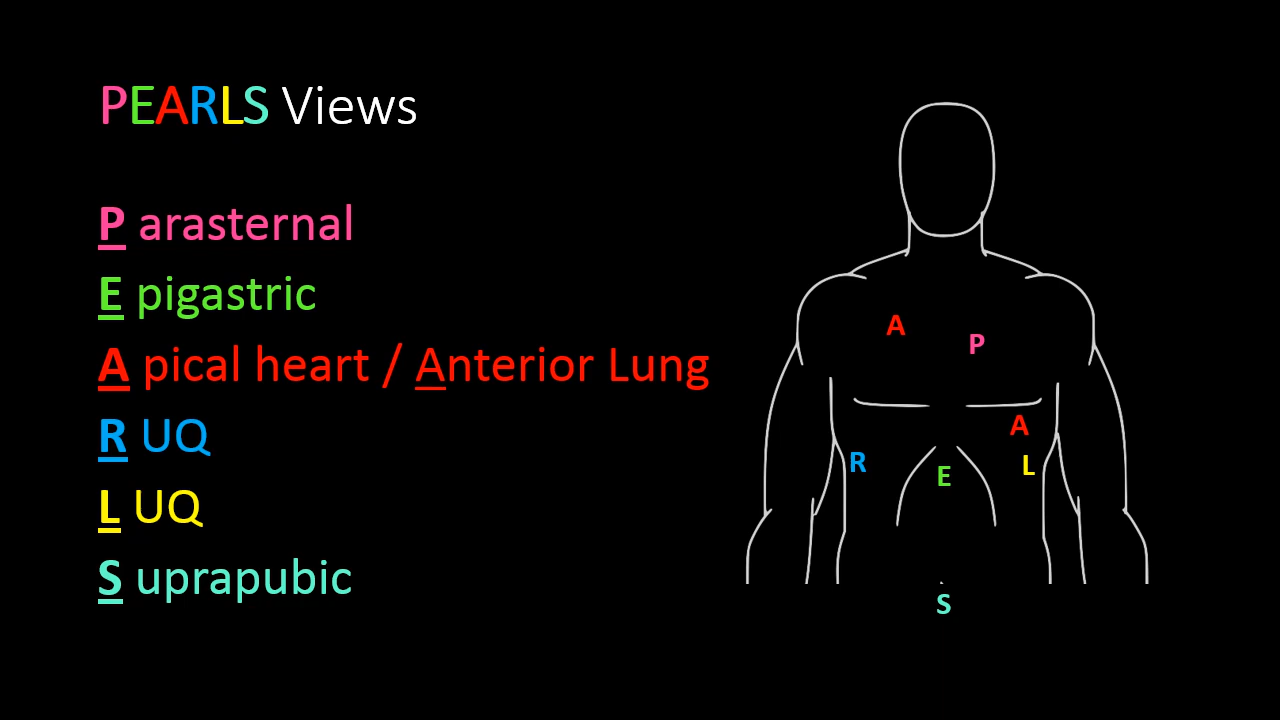 PEARLS Views
P arasternal
E pigastric
A pical heart / Anterior Lung
R UQ
L UQ
S uprapubic
A
P
A
R
L
E
S